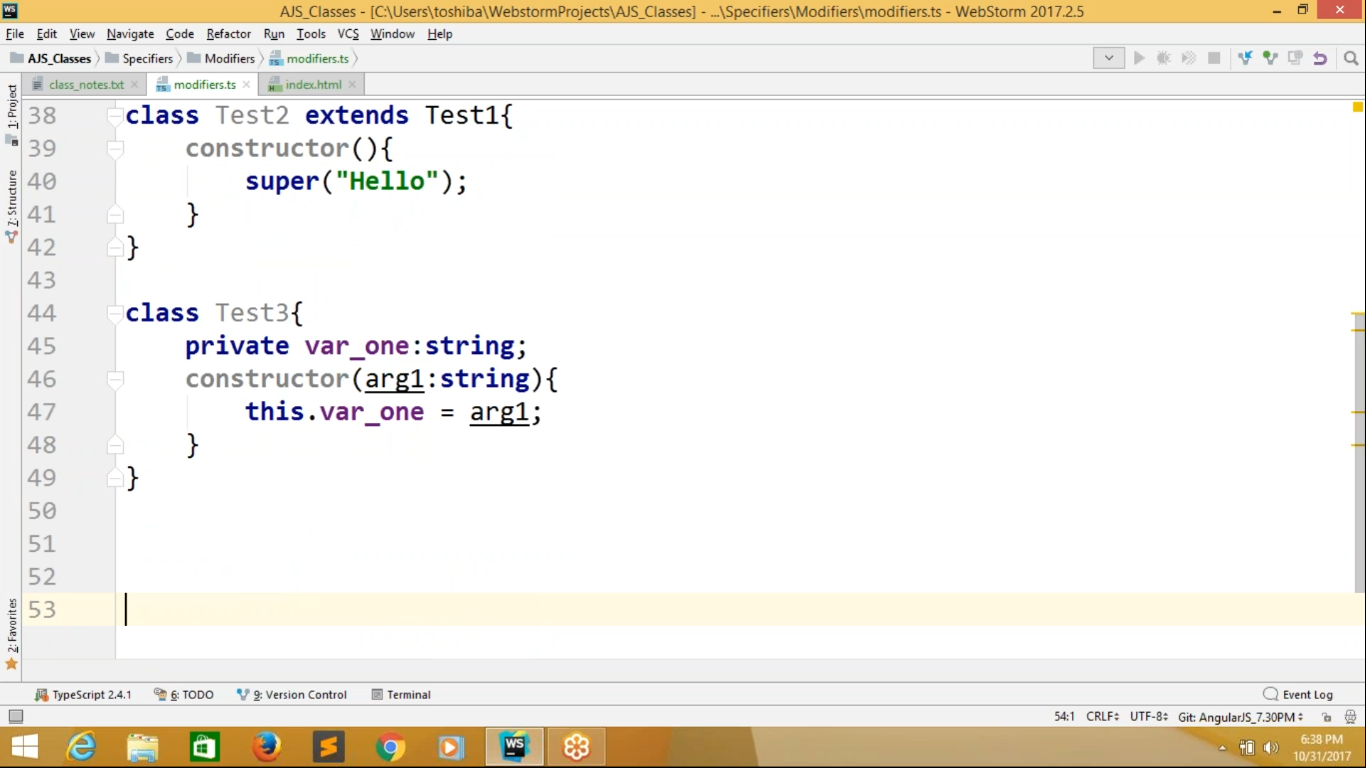 AJS_Classes - [C:\Users\toshiba\WebstormProjects\AJS_Classes] - ...\Specifiers\Modifiers\modifiers.ts - WebStorm 2017.2.5
File Edit View Navigate Code Refactor Run Tools VCS Window Help
AJS_Classes Specifiers Modifiers modifiers.ts
class_notes.txt modifiers.ts index.html
1: Project
7: Structure
2: Favorites
38 class Test2 extends Test1{
39 constructor(){
40 super("Hello");
41 }
42 }
43
44 class Test3{
45 private var_one:string;
46 constructor(arg1:string){
47 this.var_one = arg1;
48 }
49 }
50
51
52
53
TypeScript 2.4.1 6: TODO 9: Version Control Terminal Event Log
54:1 CRLF÷ UTF-8÷ Git: AngularJS_7.30PM÷
6:38 PM
10/31/2017